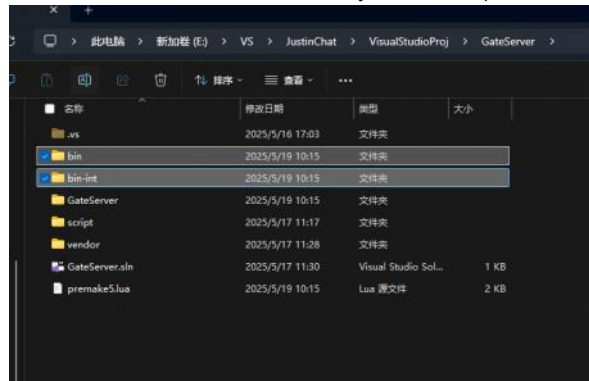 此电脑 > 新加卷 (E:) > VS > JustinChat > VisualStudioProj > GateServer >
排序 查看 ...
名称 修改日期 类型 大小
.vs 2025/5/16 17:03 文件夹
bin 2025/5/19 10:15 文件夹
bin-int 2025/5/19 10:15 文件夹
GateServer 2025/5/19 10:15 文件夹
script 2025/5/17 11:17 文件夹
vendor 2025/5/17 11:28 文件夹
GateServer.sln 2025/5/17 11:30 Visual Studio Sol... 1 KB
premake5.lua 2025/5/19 10:15 Lua 源文件 2 KB